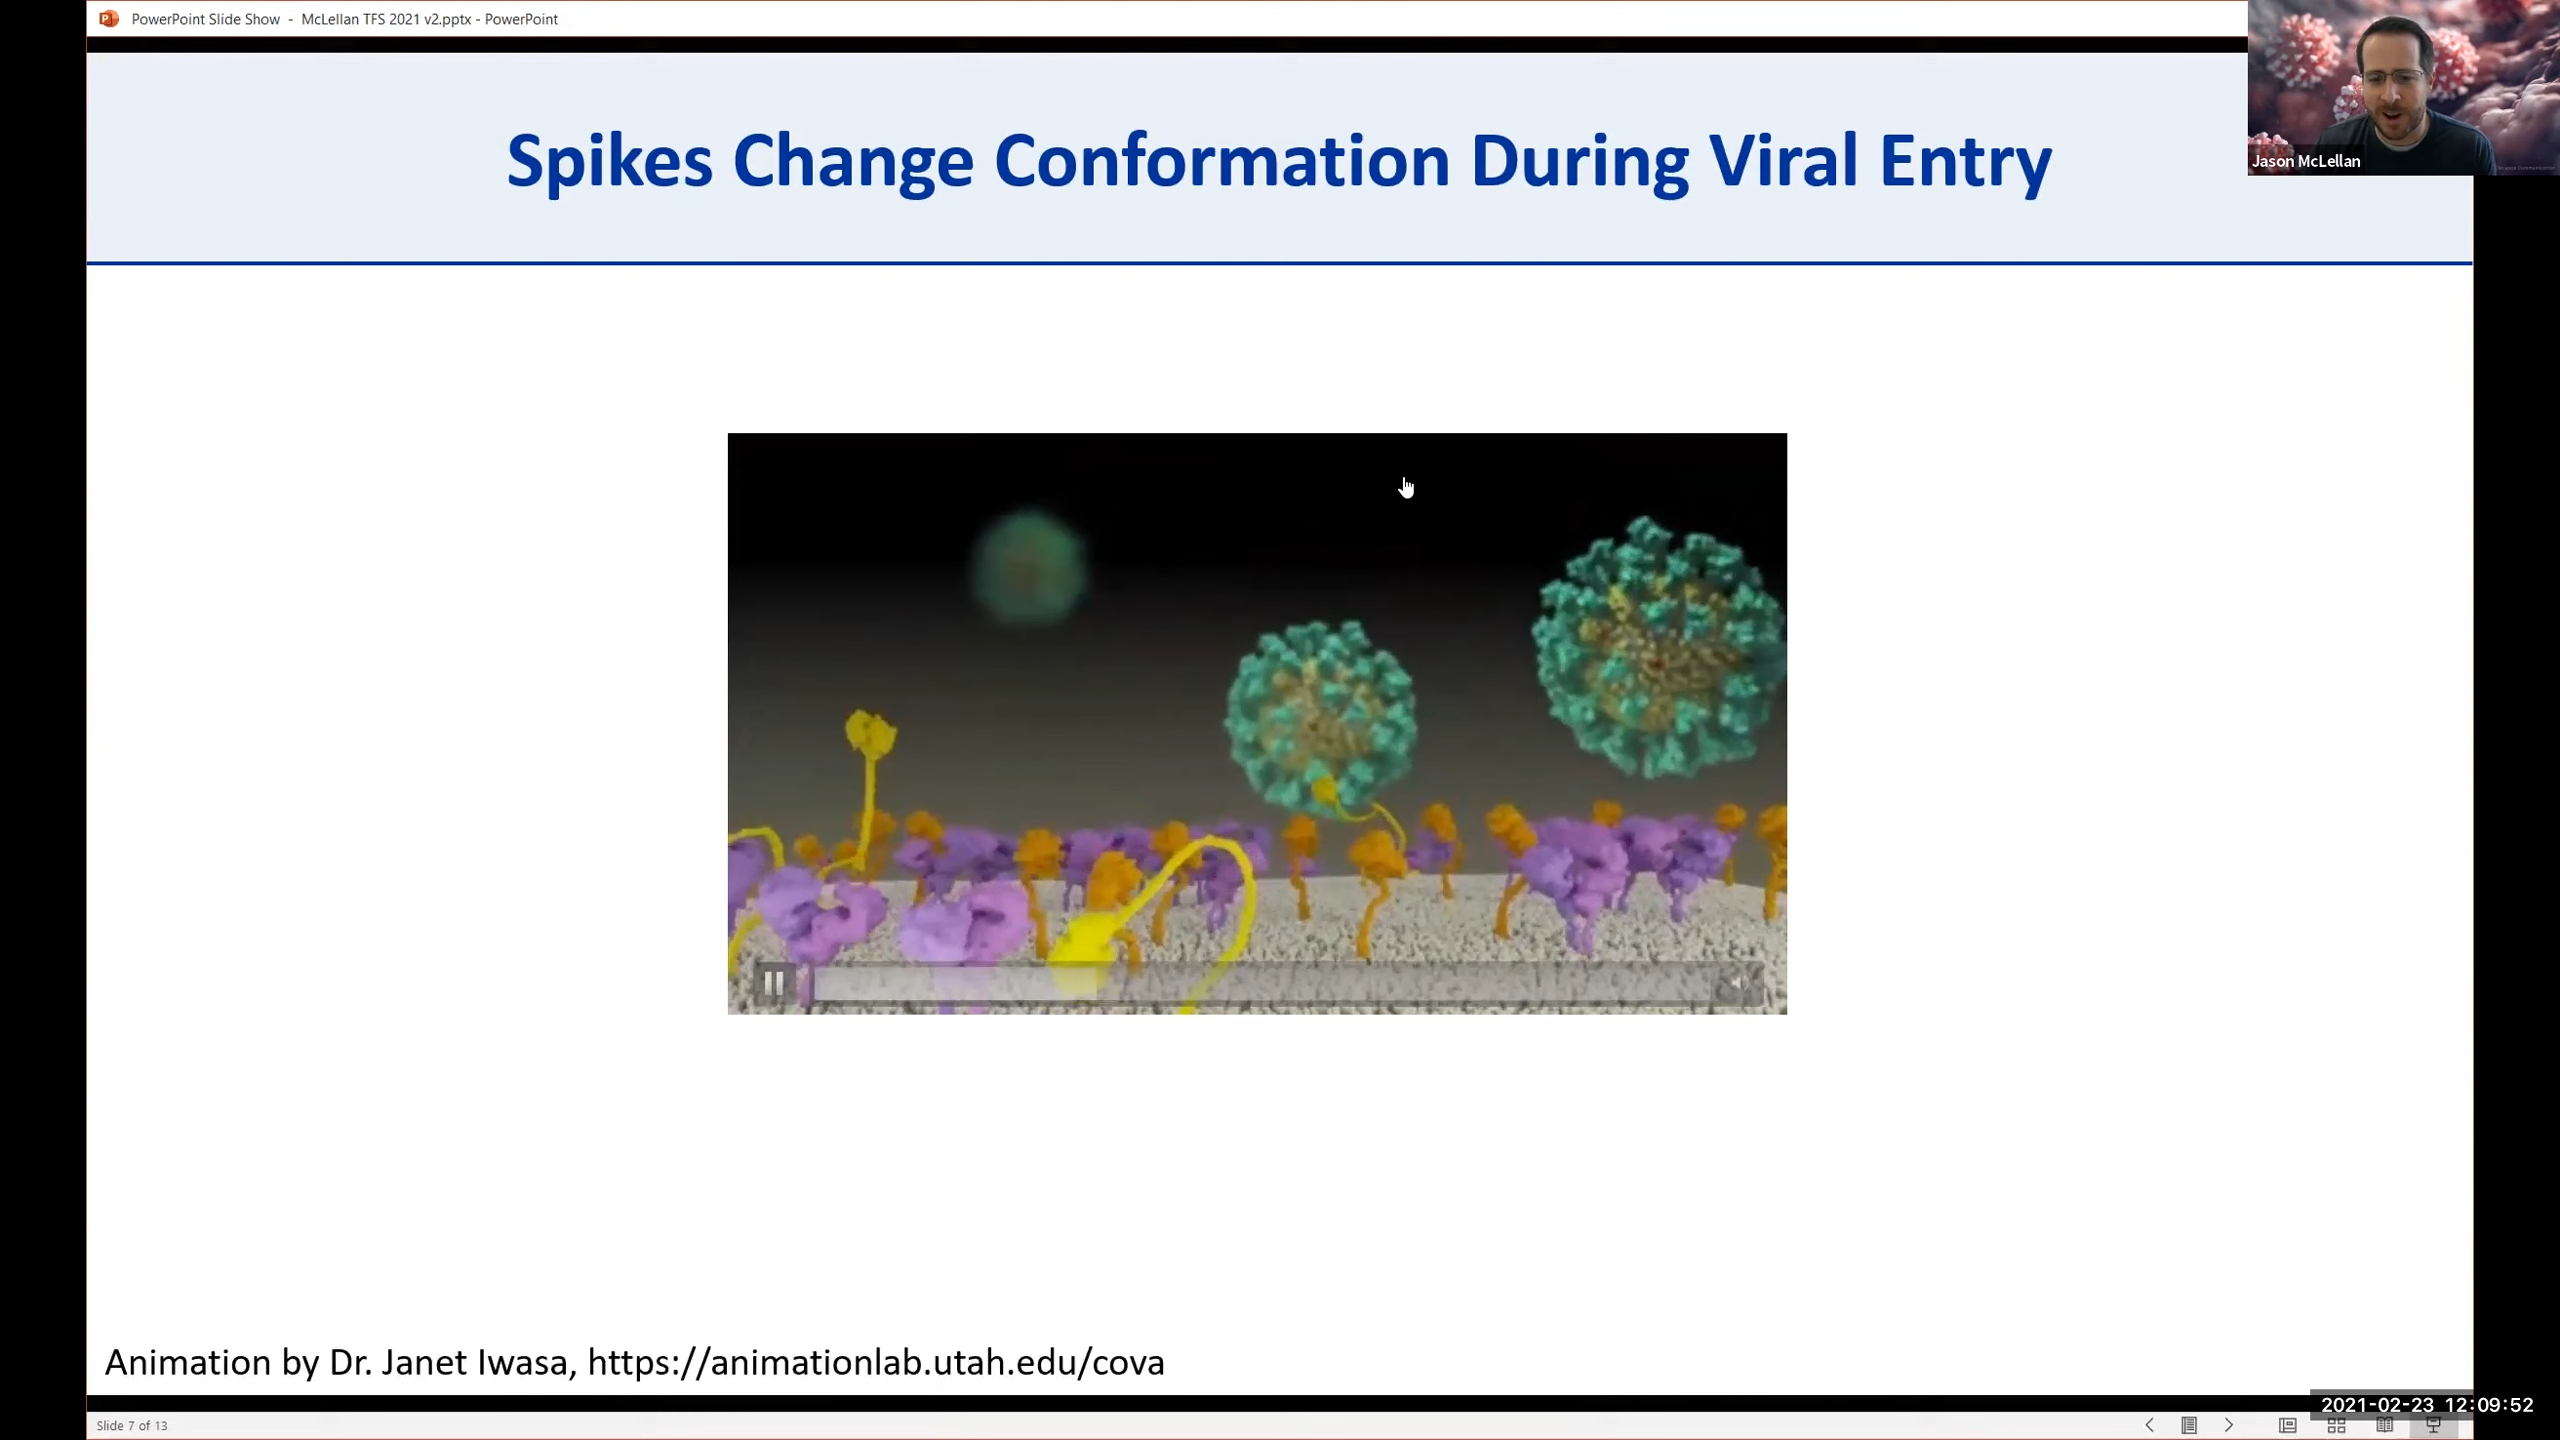 PowerPoint Slide Show - McLellan TFS 2021 v2.pptx - PowerPoint
Jason McLellan
Spikes Change Conformation During Viral Entry
Animation by Dr. Janet Iwasa, https://animationlab.utah.edu/cova
2021-02-23 12:09:52
Slide 7 of 13